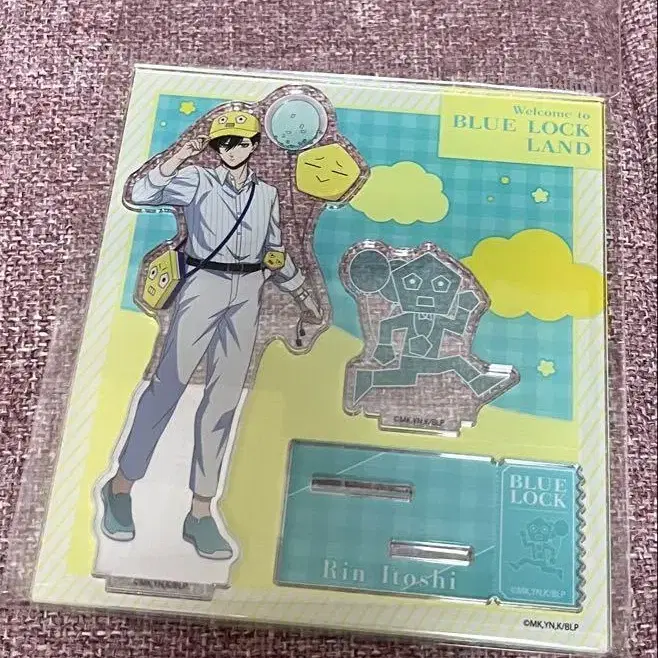 Welcome to
BLUE LOCK
LAND
©MK,YN,K/BLP
BLUE
LOCK
Rin Itoshi
©MK,YN,K/BLP
©MK,YN,K/BLP
©MK,YN,K/BLP